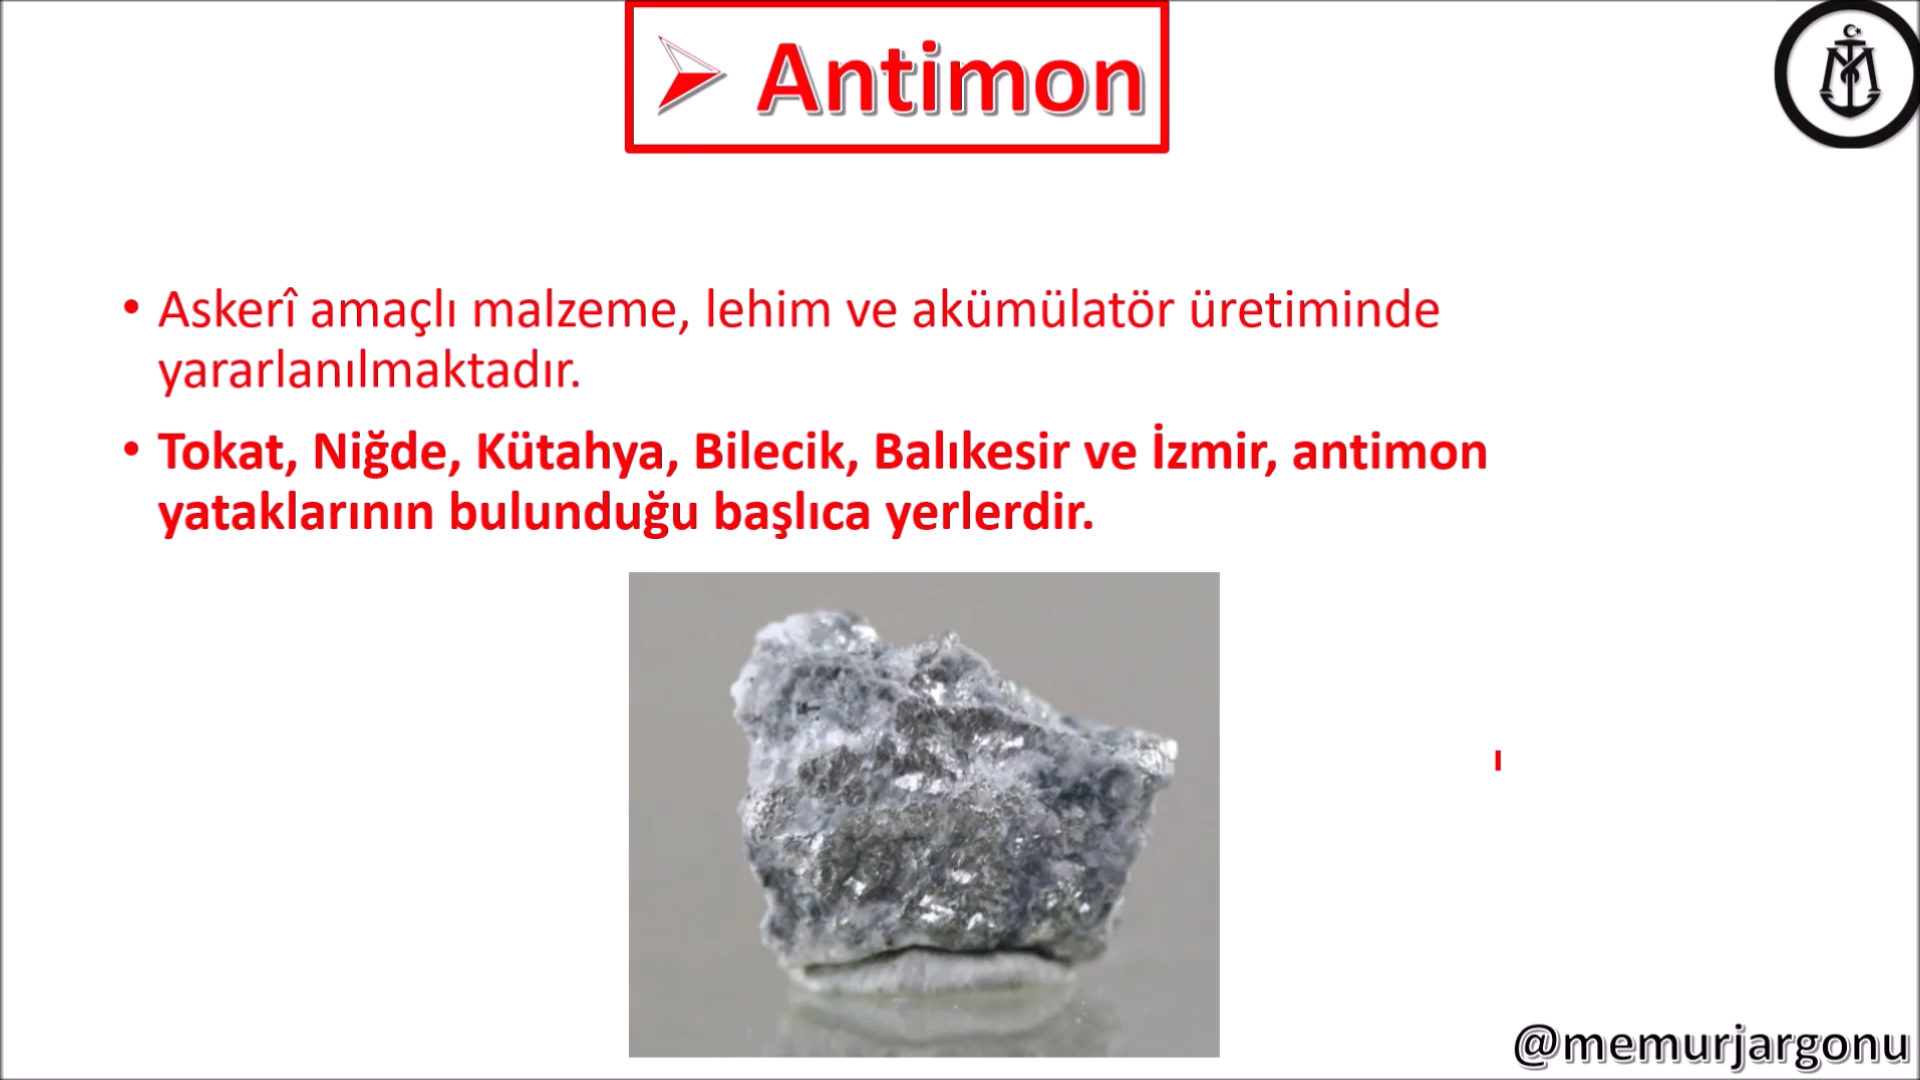 Antimon
• Askerî amaçlı malzeme, lehim ve akümülatör üretiminde
yararlanılmaktadır.
• Tokat, Niğde, Kütahya, Bilecik, Balıkesir ve İzmir, antimon
yataklarının bulunduğu başlıca yerlerdir.
@memurjargonu